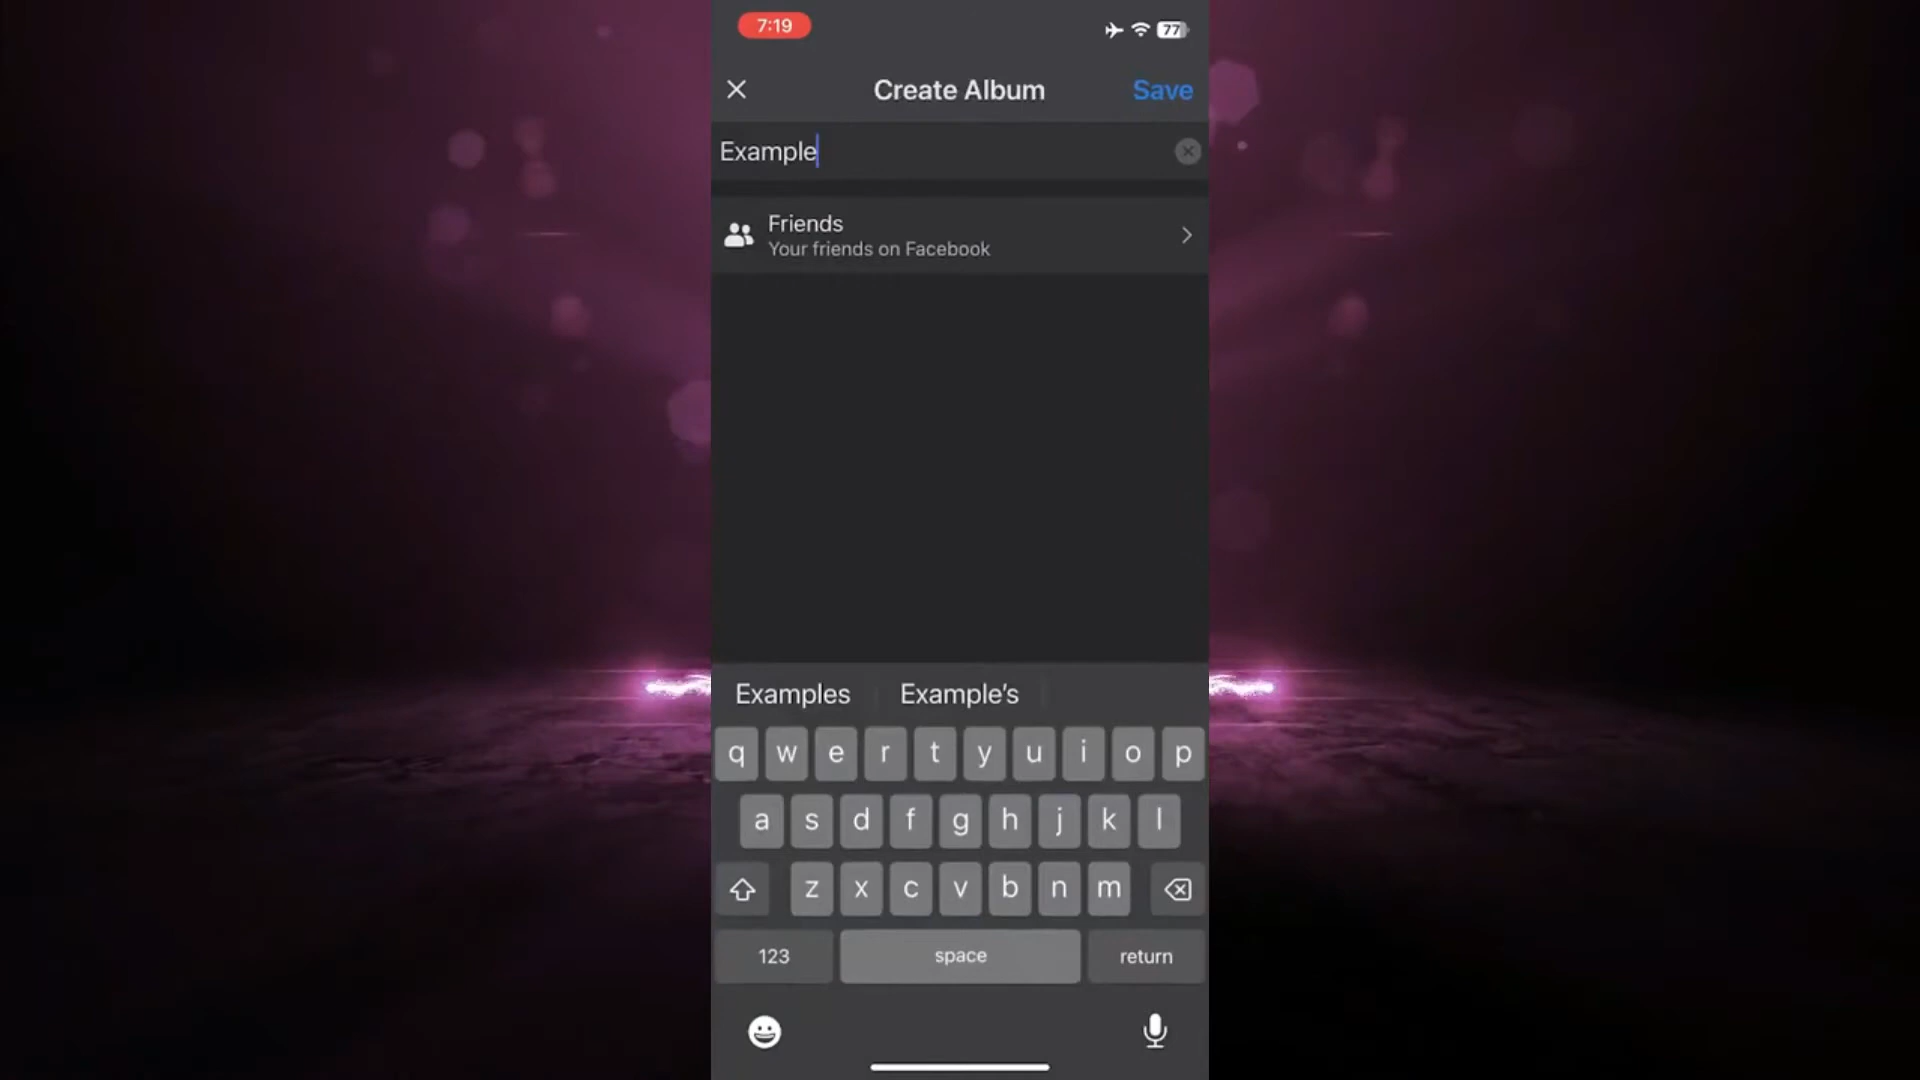 7:19
77
Create Album
Save
Example
Friends
Your friends on Facebook
Examples
Example's
q w e r t y u i o p
a s d f g h j k l
z x c v b n m
123
space
return